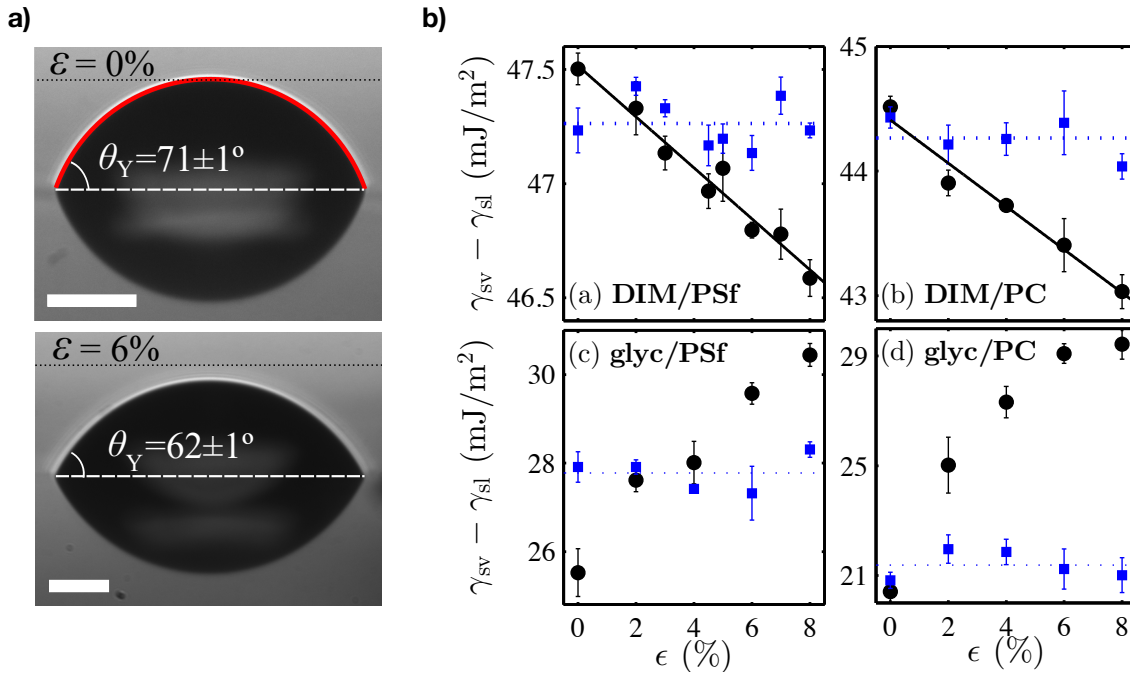 a)
ε = 0%
θY=71±1º
ε = 6%
θY=62±1º
b)
γsv − γsl (mJ/m²)
47.5
47
46.5
(a) DIM/PSf
45
44
43
(b) DIM/PC
γsv − γsl (mJ/m²)
30
28
26
(c) glyc/PSf
0 2 4 6 8
ϵ (%)
29
25
21
(d) glyc/PC
0 2 4 6 8
ϵ (%)